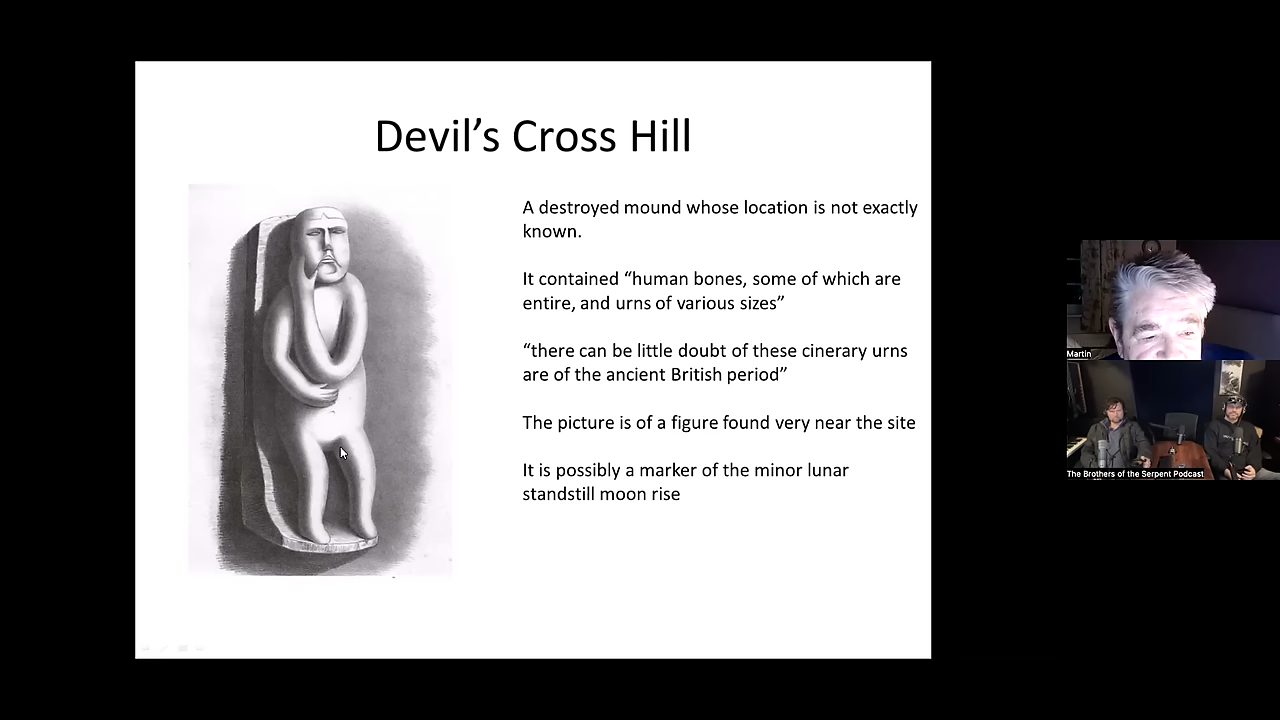 Devil’s Cross Hill
A destroyed mound whose location is not exactly
known.
It contained “human bones, some of which are
entire, and urns of various sizes”
“there can be little doubt of these cinerary urns
are of the ancient British period”
The picture is of a figure found very near the site
It is possibly a marker of the minor lunar
standstill moon rise
Martin
The Brothers of the Serpent Podcast